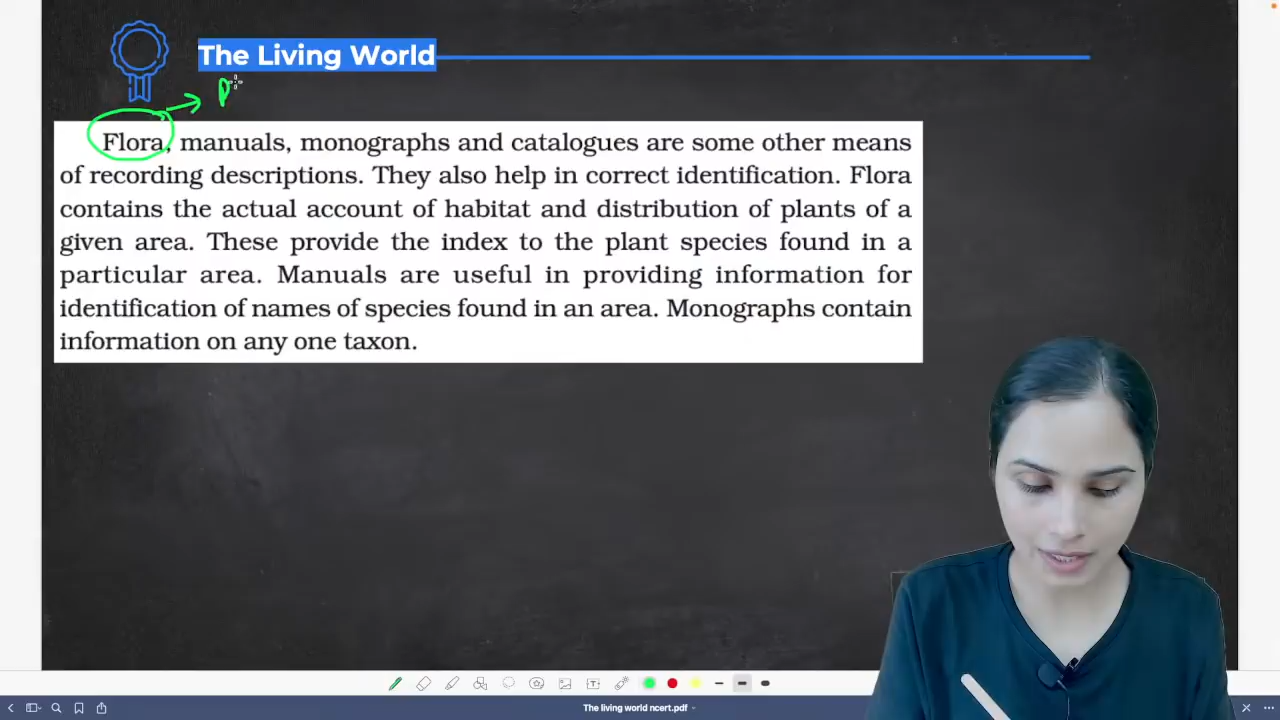 The Living World
Flora, manuals, monographs and catalogues are some other means
of recording descriptions. They also help in correct identification. Flora
contains the actual account of habitat and distribution of plants of a
given area. These provide the index to the plant species found in a
particular area. Manuals are useful in providing information for
identification of names of species found in an area. Monographs contain
information on any one taxon.
The living world ncert.pdf